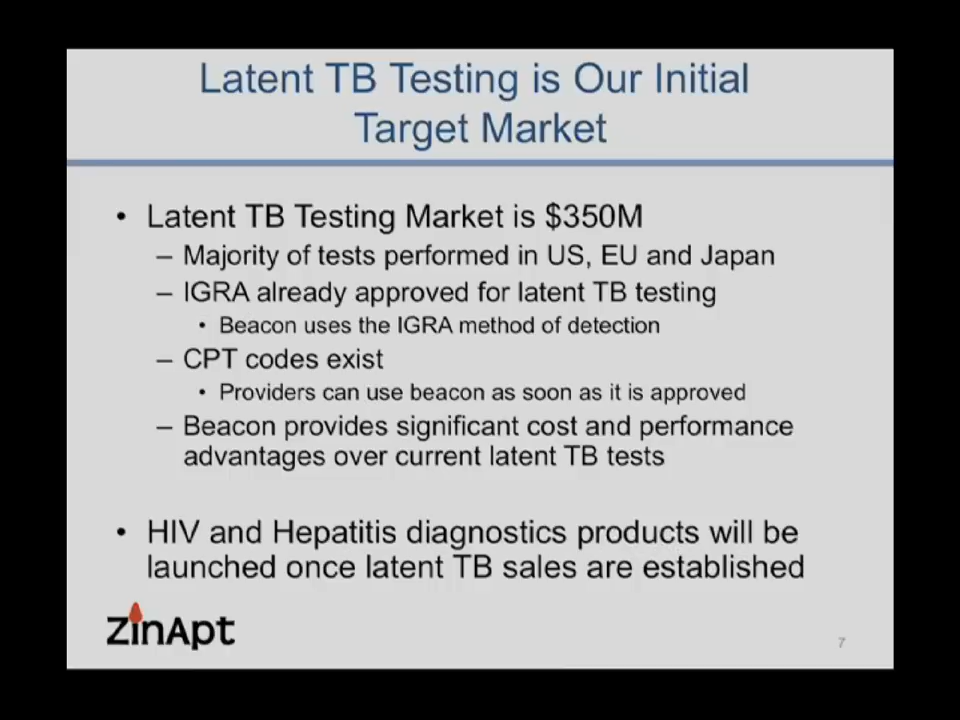 Latent TB Testing is Our Initial
Target Market
• Latent TB Testing Market is $350M
– Majority of tests performed in US, EU and Japan
– IGRA already approved for latent TB testing
• Beacon uses the IGRA method of detection
– CPT codes exist
• Providers can use beacon as soon as it is approved
– Beacon provides significant cost and performance
advantages over current latent TB tests
• HIV and Hepatitis diagnostics products will be
launched once latent TB sales are established
ZinApt
7